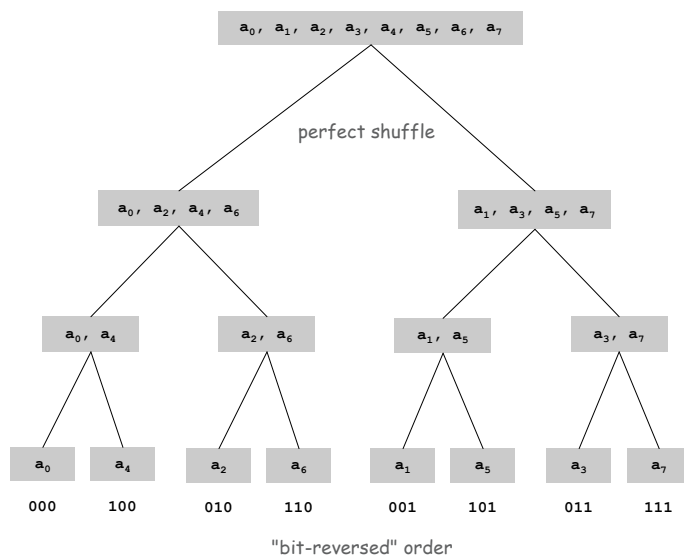 a₀, a₁, a₂, a₃, a₄, a₅, a₆, a₇
perfect shuffle
a₀, a₂, a₄, a₆
a₁, a₃, a₅, a₇
a₀, a₄
a₂, a₆
a₁, a₅
a₃, a₇
a₀
a₄
a₂
a₆
a₁
a₅
a₃
a₇
000
100
010
110
001
101
011
111
"bit-reversed" order